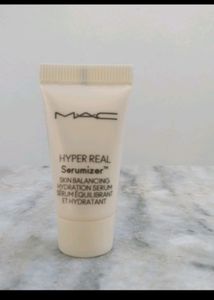 MAC
HYPER REAL
Serumizer™
SKIN BALANCING
HYDRATION SERUM
SÉRUM ÉQUILIBRANT
ET HYDRATANT